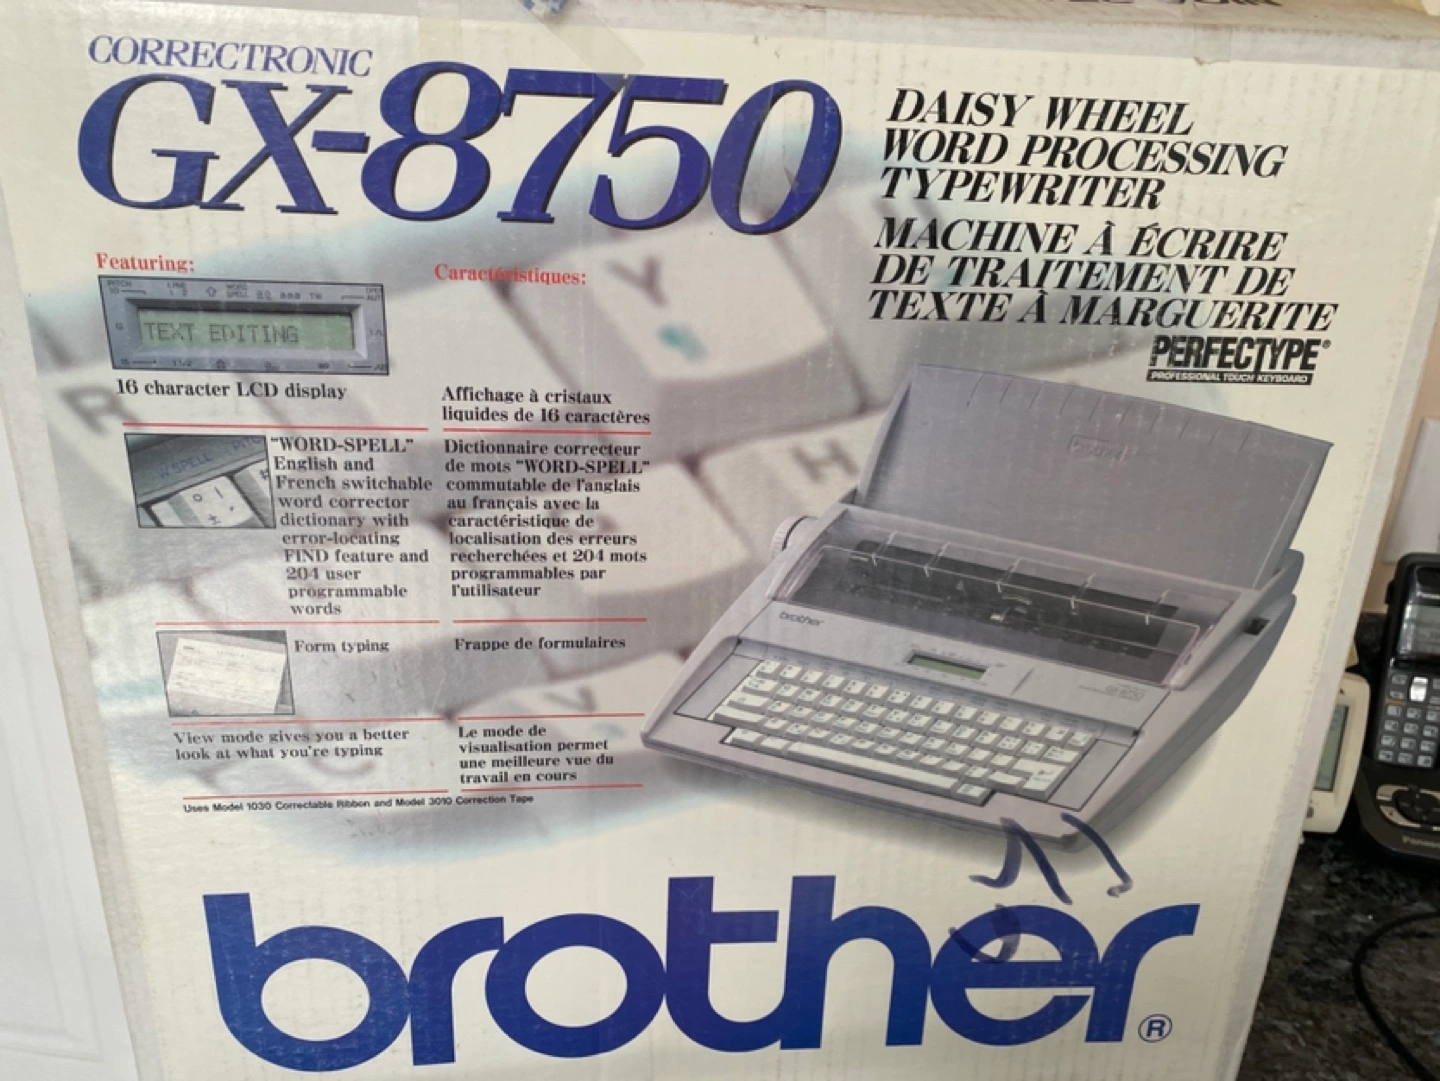 CORRECTRONIC
GX-8750
DAISY WHEEL
WORD PROCESSING
TYPEWRITER
MACHINE À ÉCRIRE
DE TRAITEMENT DE
TEXTE À MARGUERITE
PERFECTYPE®
PROFESSIONAL TOUCH KEYBOARD
Featuring:
TEXT EDITING
16 character LCD display
"WORD-SPELL"
English and
French switchable
word corrector
dictionary with
error-locating
FIND feature and
204 user
programmable
words
Form typing
View mode gives you a better
look at what you're typing
Caractéristiques:
Affichage à cristaux
liquides de 16 caractères
Dictionnaire correcteur
de mots "WORD-SPELL"
commutable de l'anglais
au français avec la
caractéristique de
localisation des erreurs
recherchées et 204 mots
programmables par
l'utilisateur
Frappe de formulaires
Le mode de
visualisation permet
une meilleure vue du
travail en cours
Uses Model 1030 Correctable Ribbon and Model 3010 Correction Tape
W.SPELL
brother
brother®